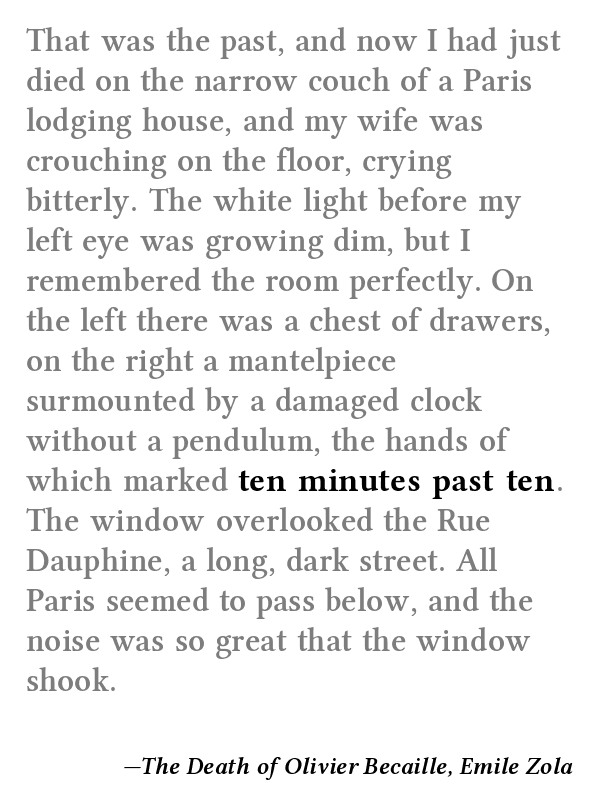 That was the past, and now I had just
died on the narrow couch of a Paris
lodging house, and my wife was
crouching on the floor, crying
bitterly. The white light before my
left eye was growing dim, but I
remembered the room perfectly. On
the left there was a chest of drawers,
on the right a mantelpiece
surmounted by a damaged clock
without a pendulum, the hands of
which marked ten minutes past ten.
The window overlooked the Rue
Dauphine, a long, dark street. All
Paris seemed to pass below, and the
noise was so great that the window
shook.
—The Death of Olivier Becaille, Emile Zola